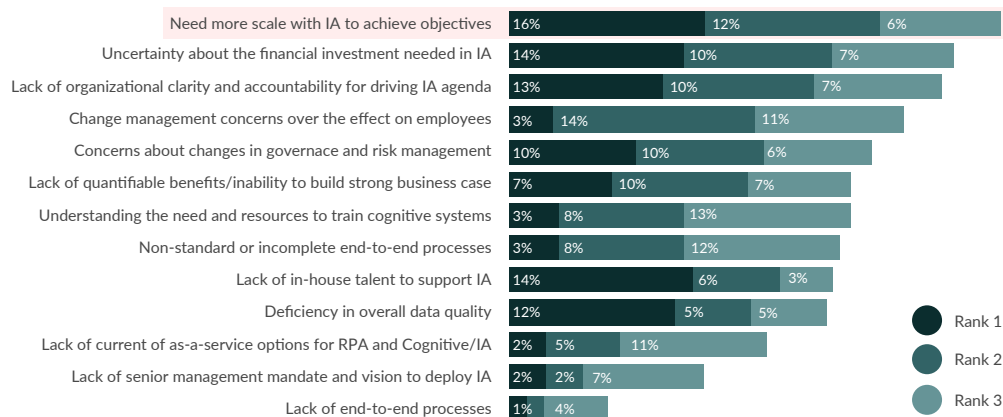 Need more scale with IA to achieve objectives 16% 12% 6%
Uncertainty about the financial investment needed in IA 14% 10% 7%
Lack of organizational clarity and accountability for driving IA agenda 13% 10% 7%
Change management concerns over the effect on employees 3% 14% 11%
Concerns about changes in governace and risk management 10% 10% 6%
Lack of quantifiable benefits/inability to build strong business case 7% 10% 7%
Understanding the need and resources to train cognitive systems 3% 8% 13%
Non-standard or incomplete end-to-end processes 3% 8% 12%
Lack of in-house talent to support IA 14% 6% 3%
Deficiency in overall data quality 12% 5% 5%
Lack of current of as-a-service options for RPA and Cognitive/IA 2% 5% 11%
Lack of senior management mandate and vision to deploy IA 2% 2% 7%
Lack of end-to-end processes 1% 4%
Rank 1
Rank 2
Rank 3